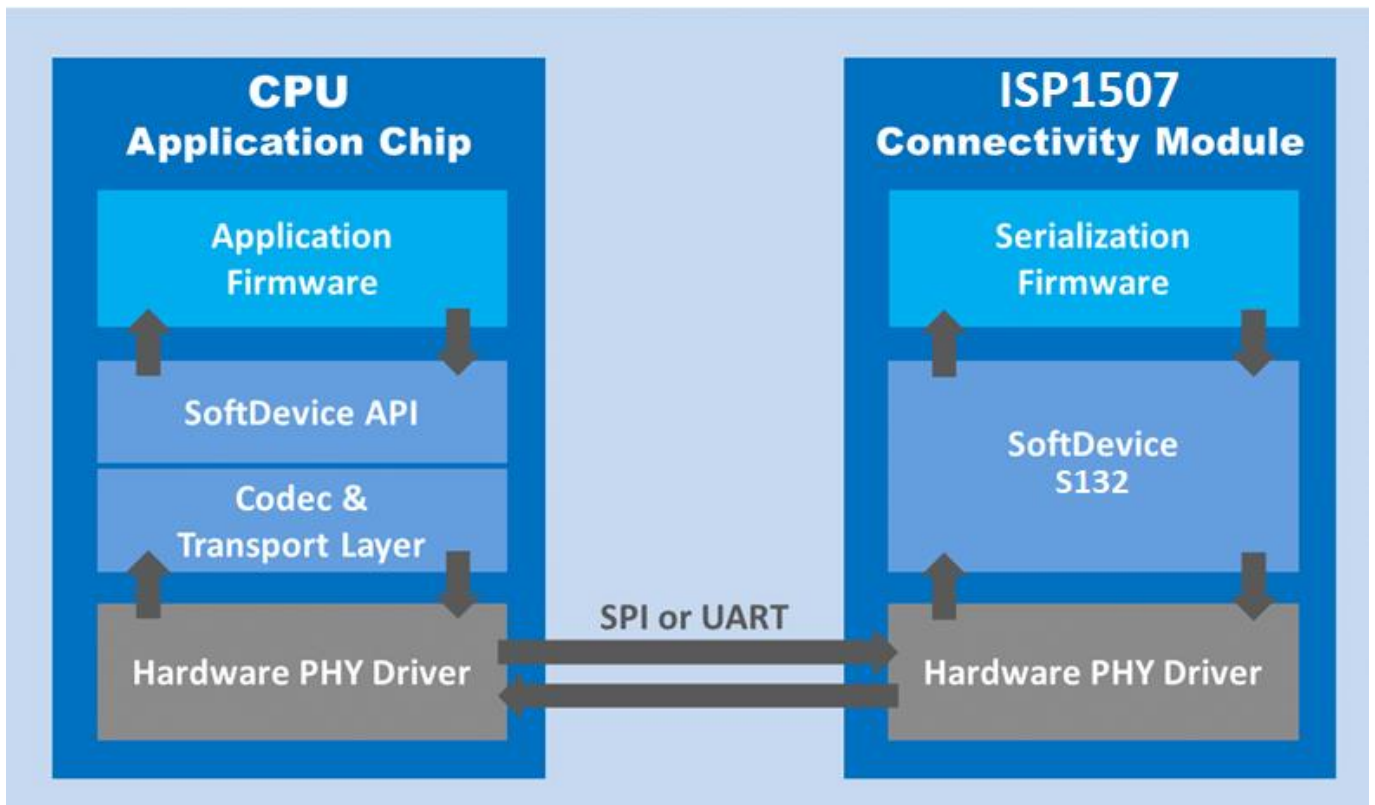 CPU
Application Chip
Application
Firmware
SoftDevice API
Codec &
Transport Layer
Hardware PHY Driver
SPI or UART
ISP1507
Connectivity Module
Serialization
Firmware
SoftDevice
S132
Hardware PHY Driver